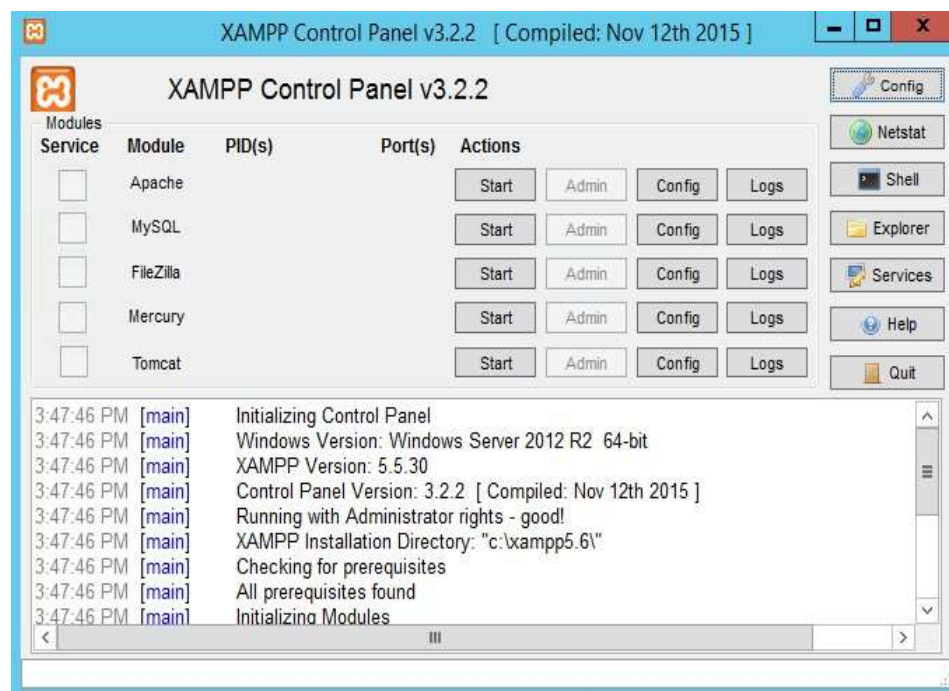 XAMPP Control Panel v3.2.2 [ Compiled: Nov 12th 2015 ]
XAMPP Control Panel v3.2.2
Config
Modules
Service Module PID(s) Port(s) Actions
Netstat
Apache Start Admin Config Logs
Shell
MySQL Start Admin Config Logs
Explorer
FileZilla Start Admin Config Logs
Services
Mercury Start Admin Config Logs
Help
Tomcat Start Admin Config Logs
Quit
3:47:46 PM [main] Initializing Control Panel
3:47:46 PM [main] Windows Version: Windows Server 2012 R2 64-bit
3:47:46 PM [main] XAMPP Version: 5.5.30
3:47:46 PM [main] Control Panel Version: 3.2.2 [ Compiled: Nov 12th 2015 ]
3:47:46 PM [main] Running with Administrator rights - good!
3:47:46 PM [main] XAMPP Installation Directory: "c:\xampp5.6\"
3:47:46 PM [main] Checking for prerequisites
3:47:46 PM [main] All prerequisites found
3:47:46 PM [main] Initializing Modules